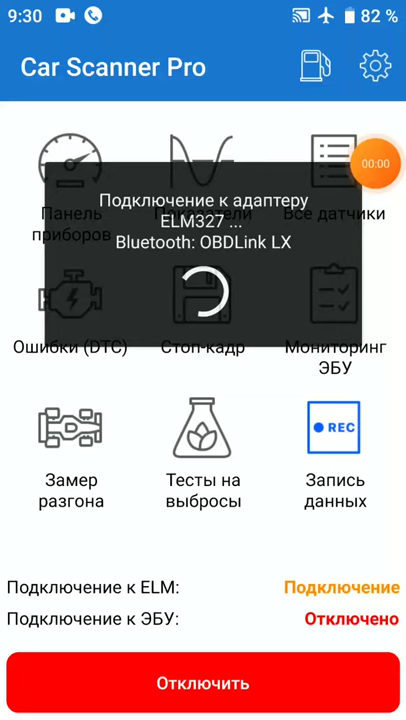 9:30
82 %
Car Scanner Pro
00:00
Подключение к адаптеру
ELM327 ...
Bluetooth: OBDLink LX
Панель
приборов
Показатели
Все датчики
Ошибки (DTC)
Стоп-кадр
Мониторинг
ЭБУ
REC
Замер
разгона
Тесты на
выбросы
Запись
данных
Подключение к ELM:
Подключение
Подключение к ЭБУ:
Отключено
Отключить